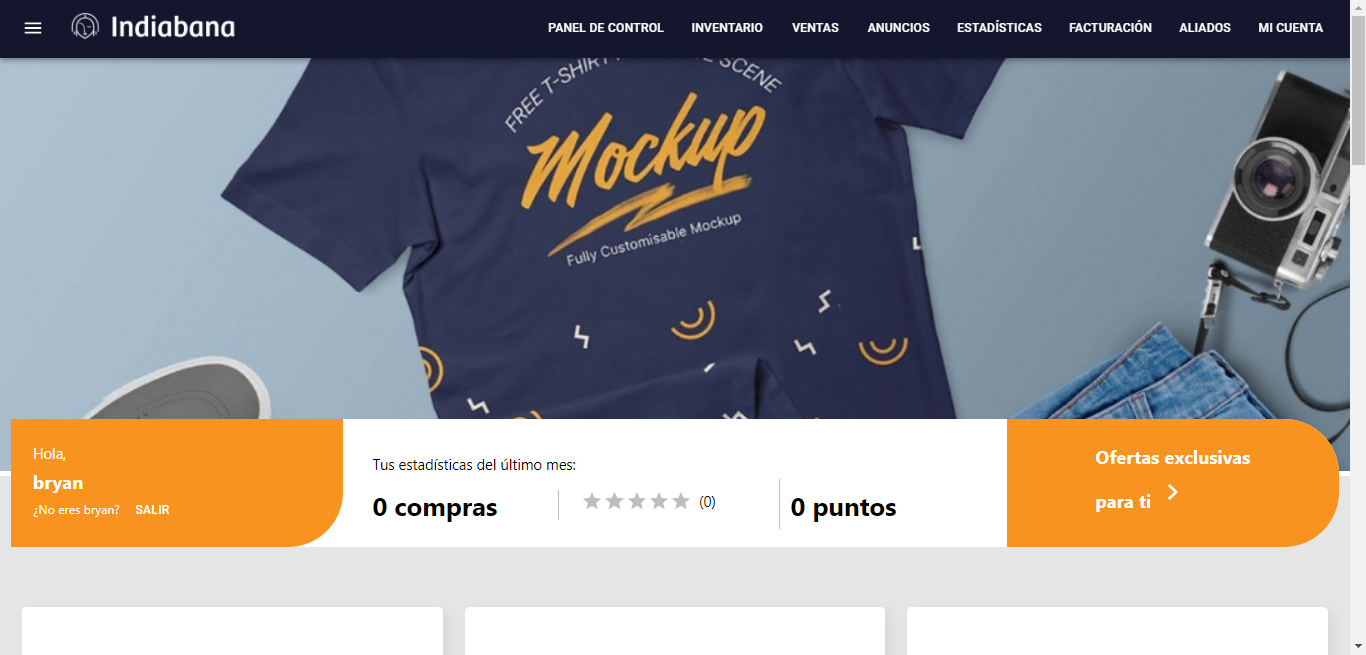 Indiabana
PANEL DE CONTROL INVENTARIO VENTAS ANUNCIOS ESTADÍSTICAS FACTURACIÓN ALIADOS MI CUENTA
FREE T-SHIRT SCENE
Mockup
Fully Customisable Mockup
Hola,
bryan
¿No eres bryan? SALIR
Tus estadísticas del último mes:
0 compras
(0)
0 puntos
Ofertas exclusivas
para ti